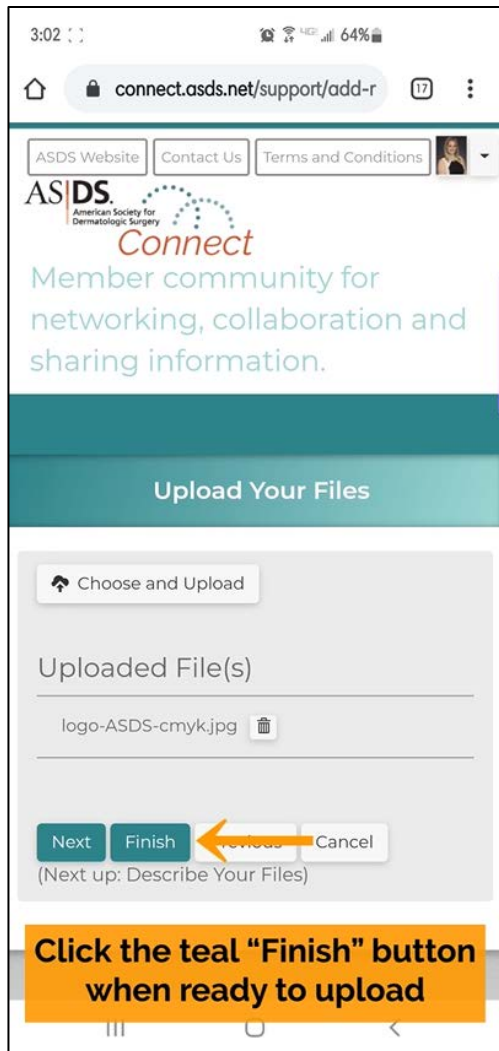 3:02
4GE 64%
connect.asds.net/support/add-r 17
ASDS Website Contact Us Terms and Conditions
AS|DS.
American Society for
Dermatologic Surgery
Connect
Member community for
networking, collaboration and
sharing information.
Upload Your Files
Choose and Upload
Uploaded File(s)
logo-ASDS-cmyk.jpg
Next Finish Previous Cancel
(Next up: Describe Your Files)
Click the teal “Finish” button
when ready to upload